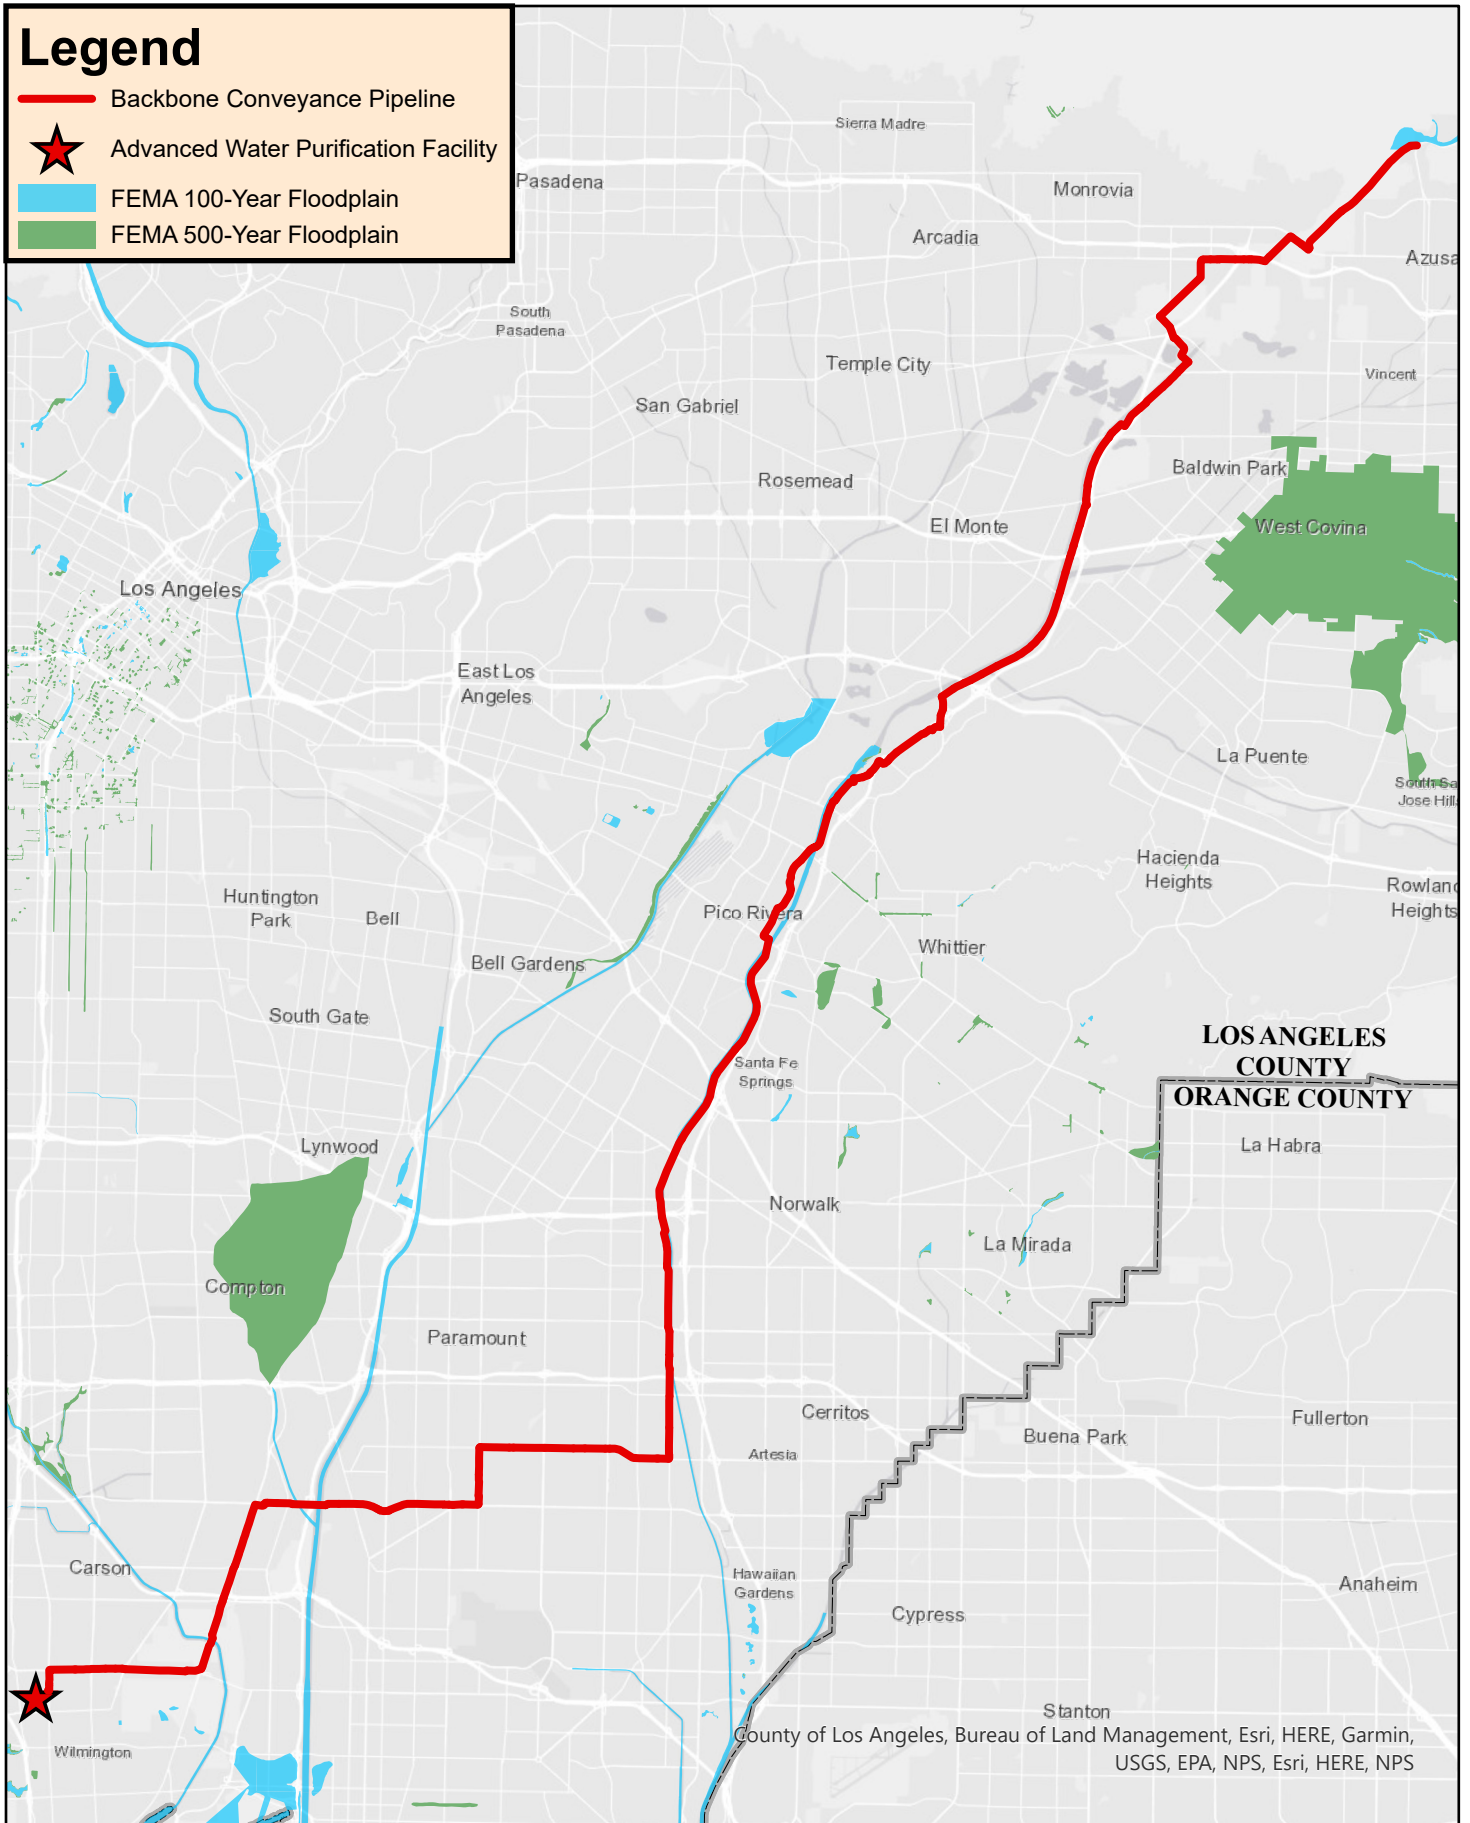 Legend
Backbone Conveyance Pipeline
Advanced Water Purification Facility
FEMA 100-Year Floodplain
FEMA 500-Year Floodplain
Sierra Madre
Pasadena
Monrovia
Arcadia
Azusa
South
Pasadena
Temple City
Vincent
San Gabriel
Baldwin Park
Rosemead
El Monte
West Covina
Los Angeles
East Los
Angeles
La Puente
South Sa
Jose Hill
Hacienda
Heights
Rowland
Heights
Huntington
Park
Bell
Pico Rivera
Whittier
Bell Gardens
South Gate
LOS ANGELES
COUNTY
ORANGE COUNTY
Santa Fe
Springs
Lynwood
La Habra
Norwalk
La Mirada
Compton
Paramount
Cerritos
Fullerton
Buena Park
Artesia
Carson
Hawaiian
Gardens
Anaheim
Cypress
Stanton
County of Los Angeles, Bureau of Land Management, Esri, HERE, Garmin,
USGS, EPA, NPS, Esri, HERE, NPS
Wilmington